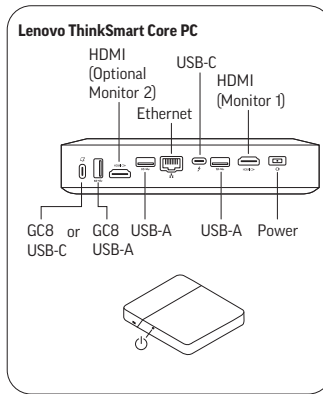 Lenovo ThinkSmart Core PC
HDMI
(Optional
Monitor 2)
USB-C
HDMI
(Monitor 1)
Ethernet
GC8 or
USB-C
GC8
USB-A
USB-A
USB-A
Power